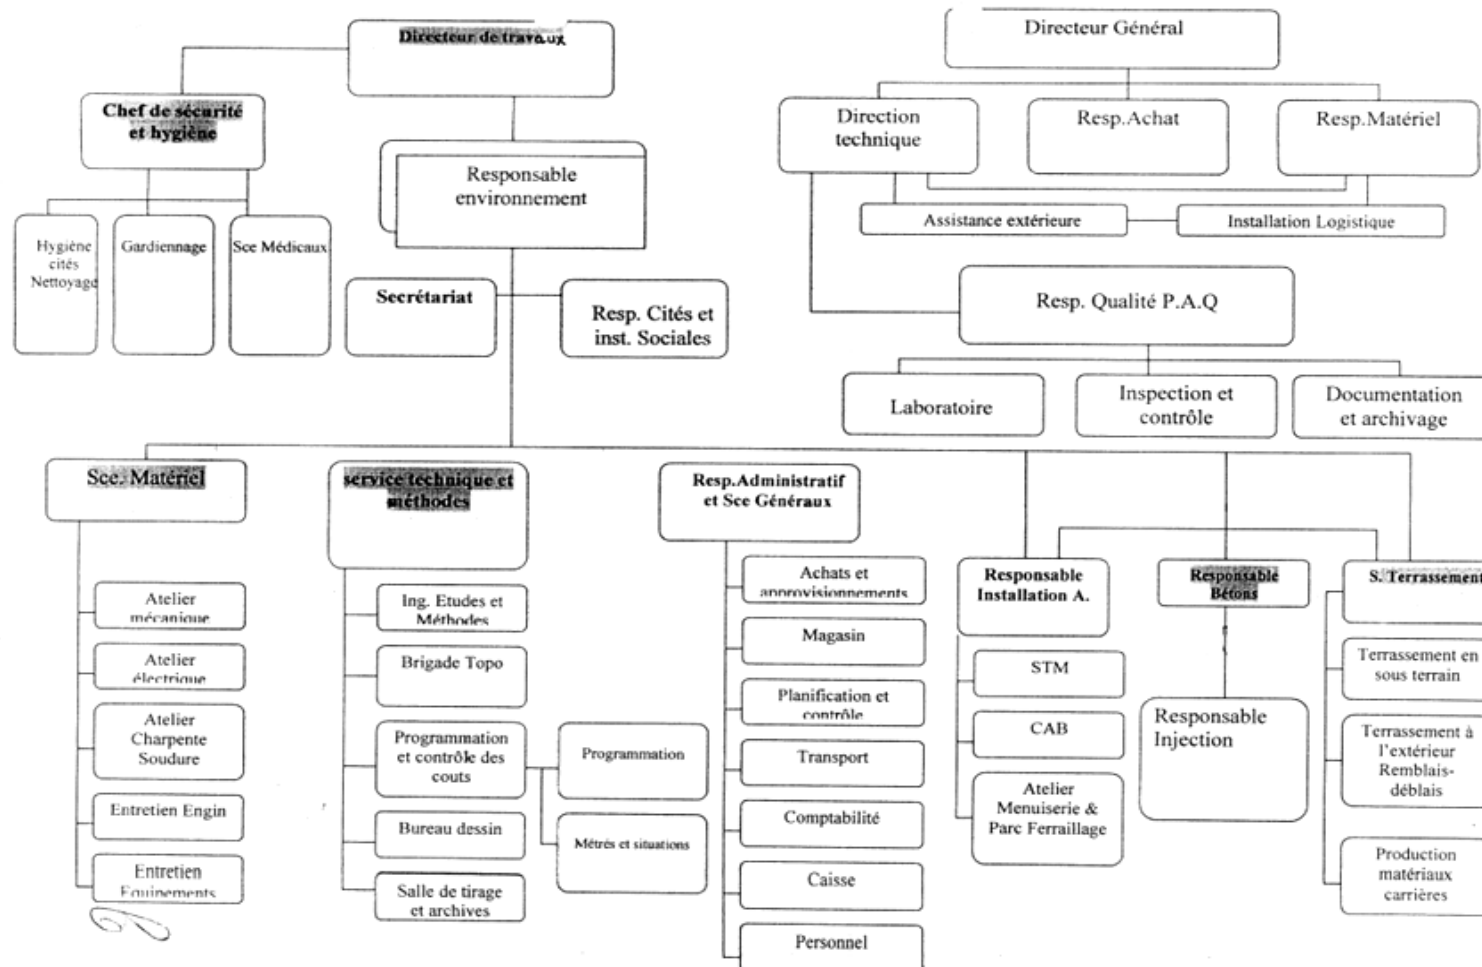 Directeur de travaux
Directeur Général
Chef de sécurité
et hygiène
Direction
technique
Resp.Achat
Resp.Matériel
Responsable
environnement
Assistance extérieure
Installation Logistique
Hygiène
cités
Nettoyage
Gardiennage
Sce Médicaux
Secrétariat
Resp. Cités et
inst. Sociales
Resp. Qualité P.A.Q
Laboratoire
Inspection et
contrôle
Documentation
et archivage
Sce. Matériel
Atelier
mécanique
Atelier
électrique
Atelier
Charpente
Soudure
Entretien Engin
Entretien
Equipements
service technique et
méthodes
Ing. Etudes et
Méthodes
Brigade Topo
Programmation
et contrôle des
couts
Programmation
Métrés et situations
Bureau dessin
Salle de tirage
et archives
Resp.Administratif
et Sce Généraux
Achats et
approvisionnements
Magasin
Planification et
contrôle
Transport
Comptabilité
Caisse
Personnel
Responsable
Installation A.
STM
CAB
Atelier
Menuiserie &
Parc Ferraillage
Responsable
Bétons
Responsable
Injection
S. Terrassement
Terrassement en
sous terrain
Terrassement à
l'extérieur
Remblais-
déblais
Production
matériaux
carrières